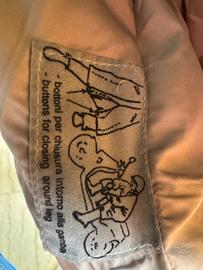 - bottoni per chiusura intorno alla gamba
- buttons for closing around leg